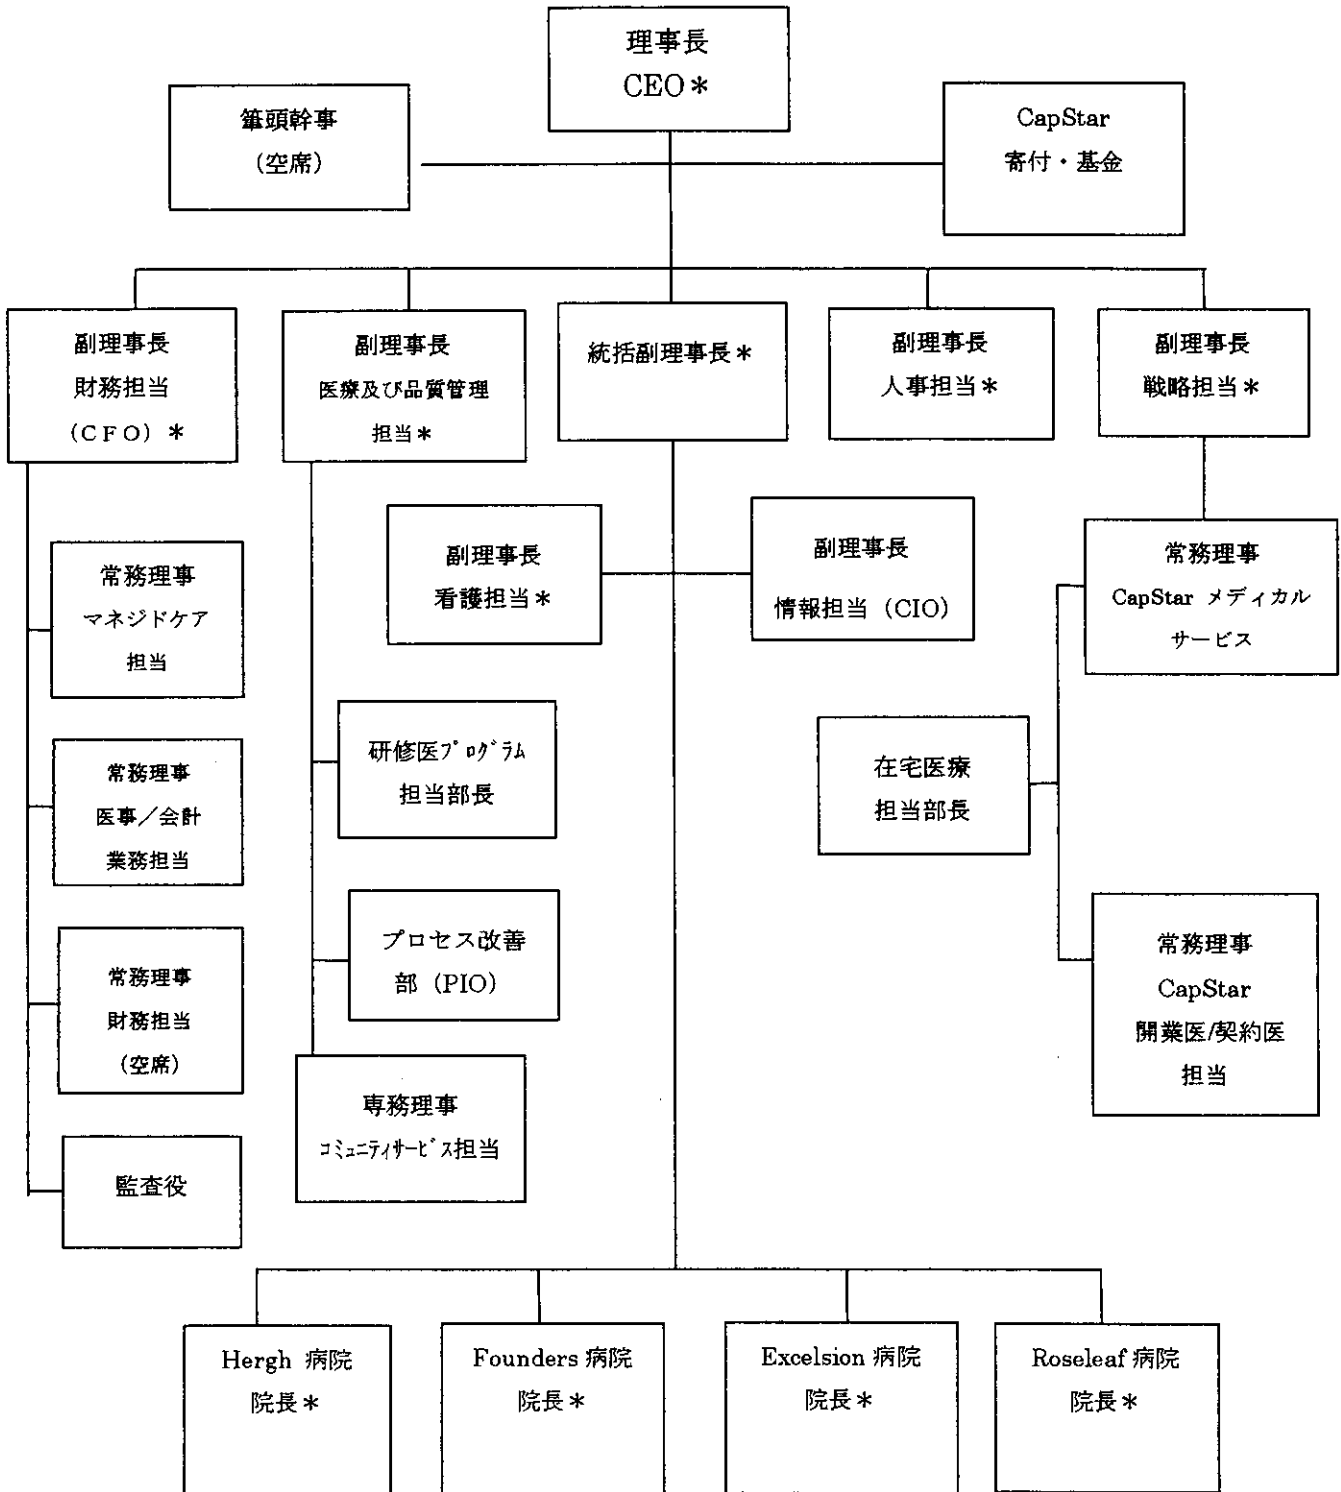 理事長
CEO＊
筆頭幹事
（空席）
CapStar
寄付・基金
副理事長
財務担当
（ＣＦＯ）＊
副理事長
医療及び品質管理
担当＊
統括副理事長＊
副理事長
人事担当＊
副理事長
戦略担当＊
常務理事
マネジドケア
担当
副理事長
看護担当＊
副理事長
情報担当（CIO）
常務理事
CapStar メディカル
サービス
常務理事
医事／会計
業務担当
研修医ﾌﾟﾛｸﾞﾗﾑ
担当部長
在宅医療
担当部長
常務理事
財務担当
（空席）
プロセス改善
部（PIO）
常務理事
CapStar
開業医/契約医
担当
監査役
専務理事
ｺﾐｭﾆﾃｨｻｰﾋﾞｽ担当
Hergh 病院
院長＊
Founders 病院
院長＊
Excelsion 病院
院長＊
Roseleaf 病院
院長＊